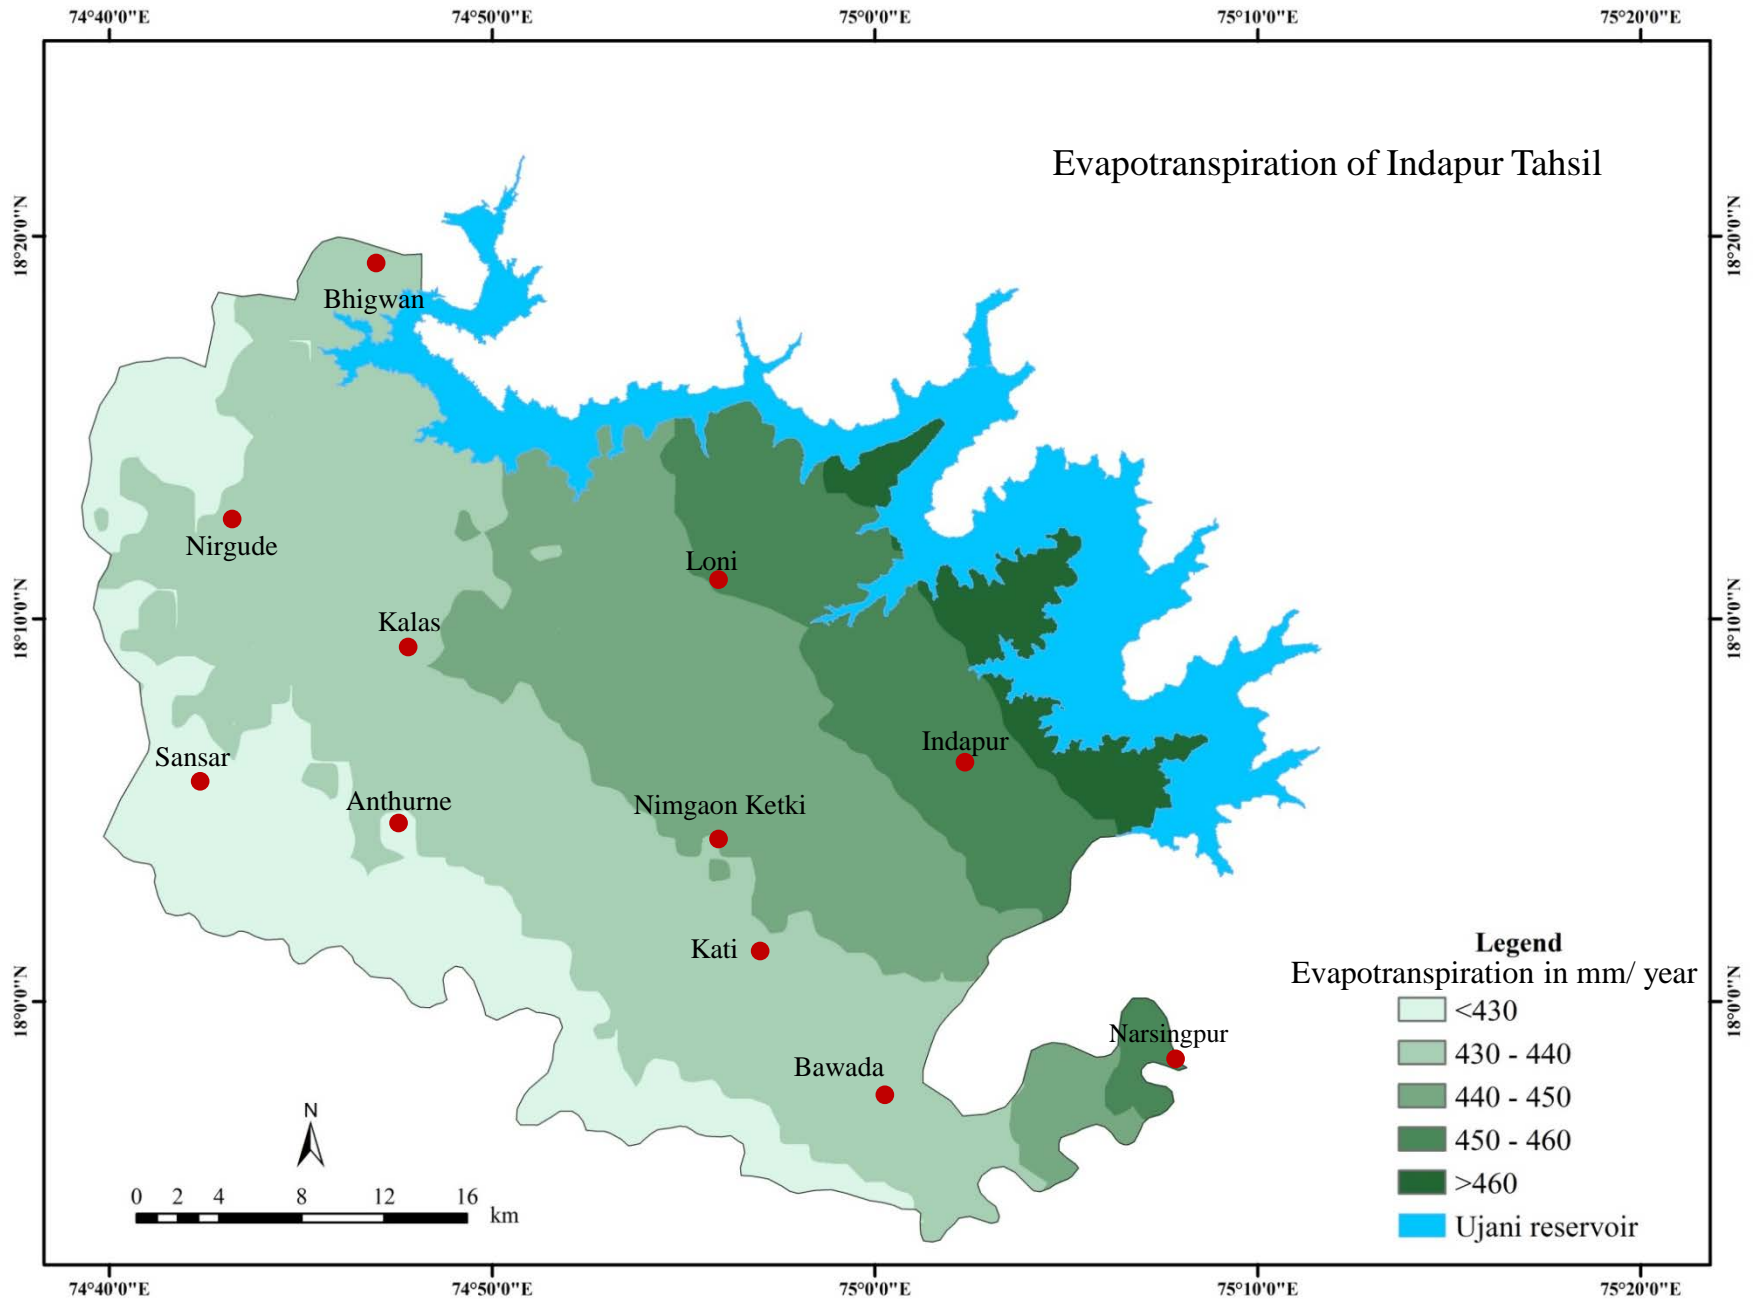 74°40'0"E 74°50'0"E 75°0'0"E 75°10'0"E 75°20'0"E
Evapotranspiration of Indapur Tahsil
18°20'0"N 18°20'0"N
Bhigwan
Nirgude
Loni
18°10'0"N 18°10'0"N
Kalas
Indapur
Sansar
Anthurne
Nimgaon Ketki
Kati
Legend
Evapotranspiration in mm/ year
18°0'0"N 18°0'0"N
<430
Narsingpur
430 - 440
Bawada
440 - 450
N
450 - 460
>460
0 2 4 8 12 16
km
Ujani reservoir
74°40'0"E 74°50'0"E 75°0'0"E 75°10'0"E 75°20'0"E